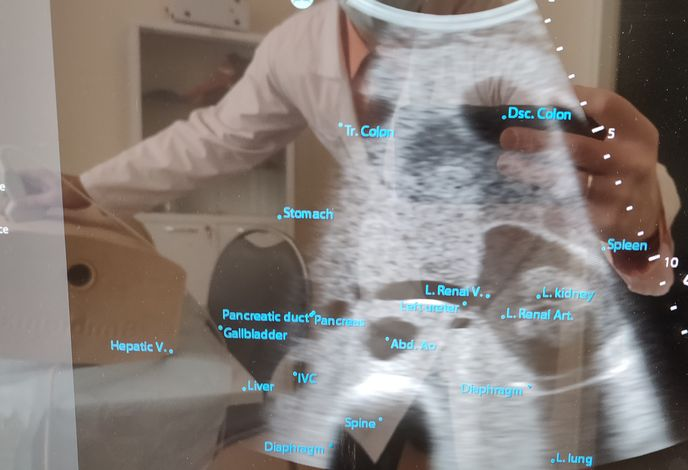 e
ce
Dsc. Colon
Tr. Colon
5
Stomach
Spleen
10
L. Renal V.
L. kidney
Left ureter
L. Renal Art.
Pancreatic duct
Pancreas
Gallbladder
Hepatic V.
Abd. Ao
IVC
Liver
Diaphragm
Spine
Diaphragm
L. lung